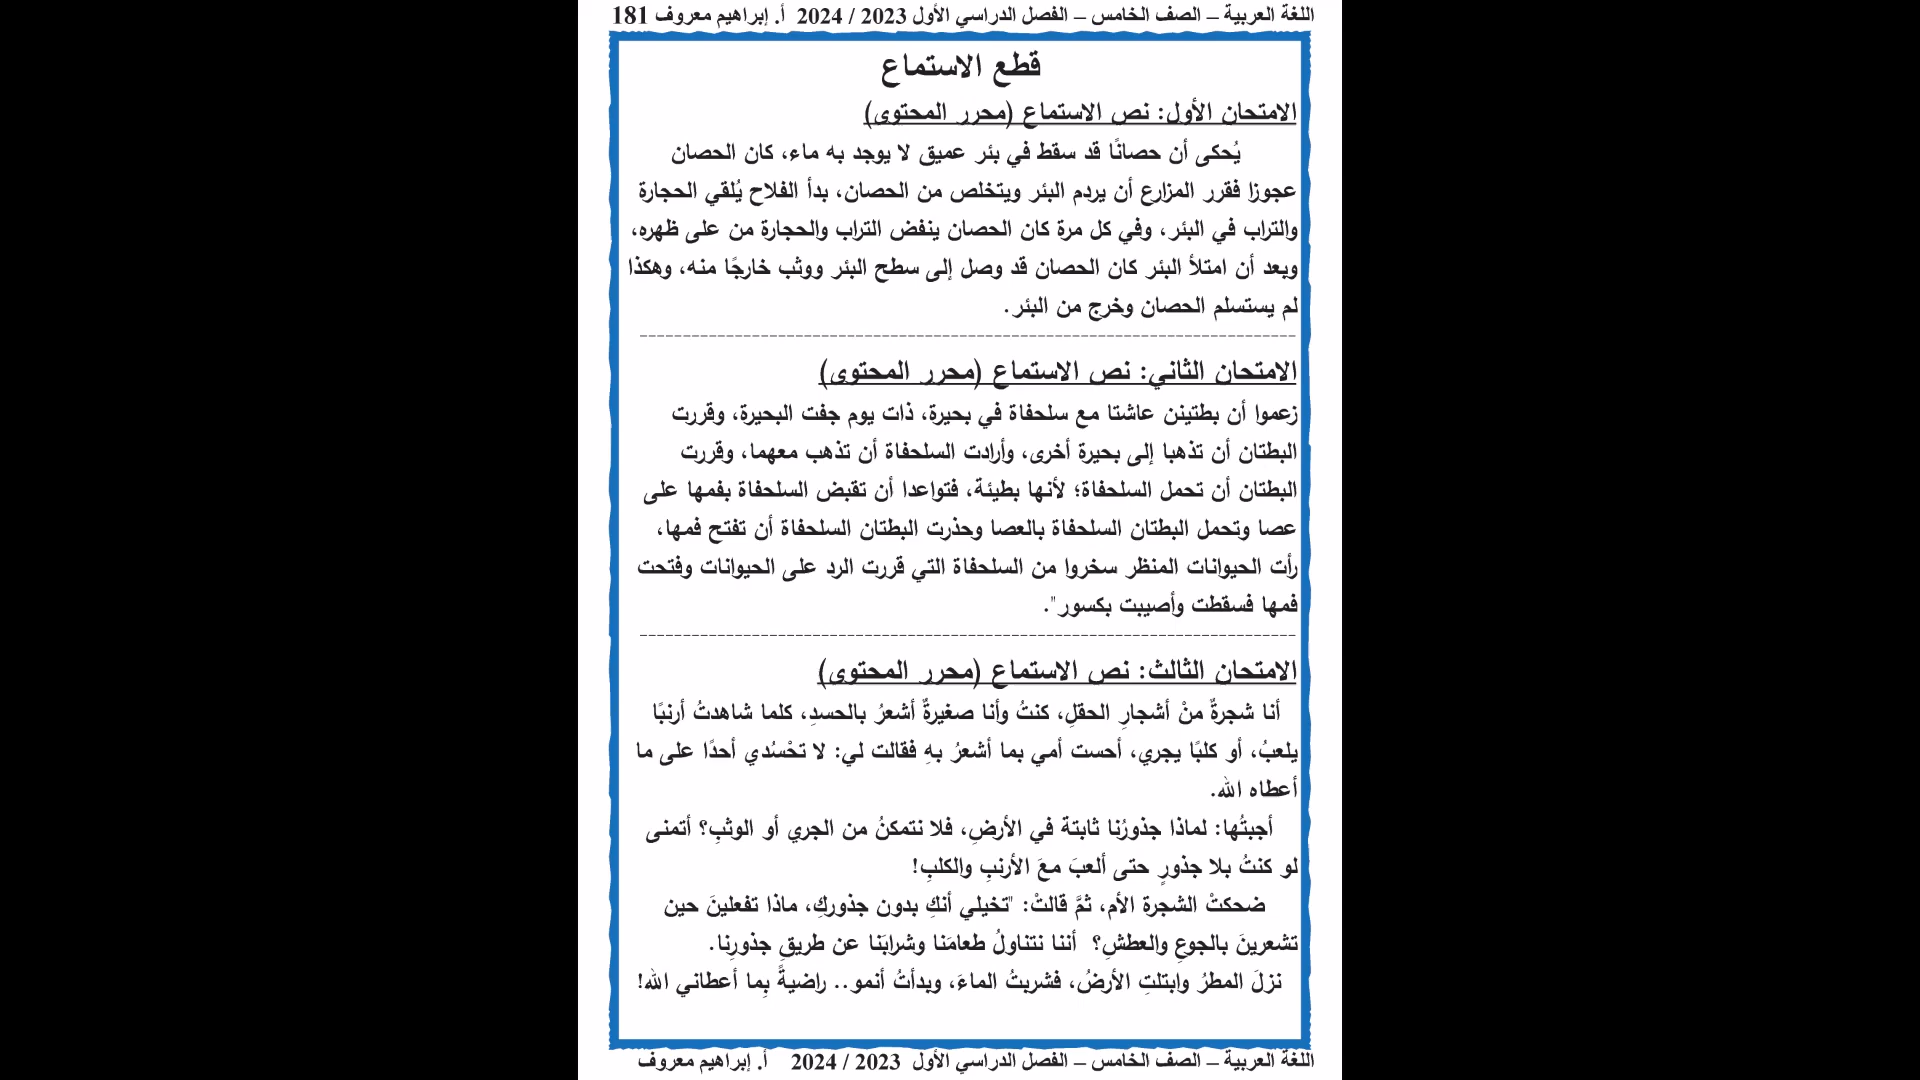 اللغة العربية – الصف الخامس – الفصل الدراسي الأول 2023 / 2024 أ. إبراهيم معروف 181
قطع الاستماع
الامتحان الأول: نص الاستماع (محرر المحتوى)
يُحكى أن حصانًا قد سقط في بئر عميق لا يوجد به ماء، كان الحصان
عجوزا فقرر المزارع أن يردم البئر ويتخلص من الحصان، بدأ الفلاح يُلقي الحجارة
والتراب في البئر، وفي كل مرة كان الحصان ينفض التراب والحجارة من على ظهره،
وبعد أن امتلأ البئر كان الحصان قد وصل إلى سطح البئر ووثب خارجًا منه، وهكذا
لم يستسلم الحصان وخرج من البئر.
الامتحان الثاني: نص الاستماع (محرر المحتوى)
زعموا أن بطتينن عاشتا مع سلحفاة في بحيرة، ذات يوم جفت البحيرة، وقررت
البطتان أن تذهبا إلى بحيرة أخرى، وأرادت السلحفاة أن تذهب معهما، وقررت
البطتان أن تحمل السلحفاة؛ لأنها بطيئة، فتواعدا أن تقبض السلحفاة بفمها على
عصا وتحمل البطتان السلحفاة بالعصا وحذرت البطتان السلحفاة أن تفتح فمها،
رأت الحيوانات المنظر سخروا من السلحفاة التي قررت الرد على الحيوانات وفتحت
فمها فسقطت وأصيبت بكسور".
الامتحان الثالث: نص الاستماع (محرر المحتوى)
أنا شجرةٌ منْ أشجارِ الحقلِ، كنتُ وأنا صغيرةٌ أشعرُ بالحسدِ، كلما شاهدتُ أرنبًا
يلعبُ، أو كلبًا يجري، أحست أمي بما أشعرُ بهِ فقالت لي: لا تحْسُدي أحدًا على ما
أعطاه الله.
أجبتُها: لماذا جذورُنا ثابتة في الأرضِ، فلا نتمكنُ من الجري أو الوثبِ؟ أتمنى
لو كنتُ بلا جذورٍ حتى ألعبَ معَ الأرنبِ والكلبِ!
ضحكتْ الشجرة الأم، ثمَّ قالتْ: "تخيلي أنكِ بدون جذوركِ، ماذا تفعلينَ حين
تشعرينَ بالجوعِ والعطشِ؟ أننا نتناولُ طعامَنا وشرابَنا عن طريقِ جذورِنا.
نزلَ المطرُ وابتلتِ الأرضُ، فشربتُ الماءَ، وبدأتُ أنمو.. راضيةً بِما أعطاني الله!
اللغة العربية – الصف الخامس – الفصل الدراسي الأول 2023 / 2024 أ. إبراهيم معروف